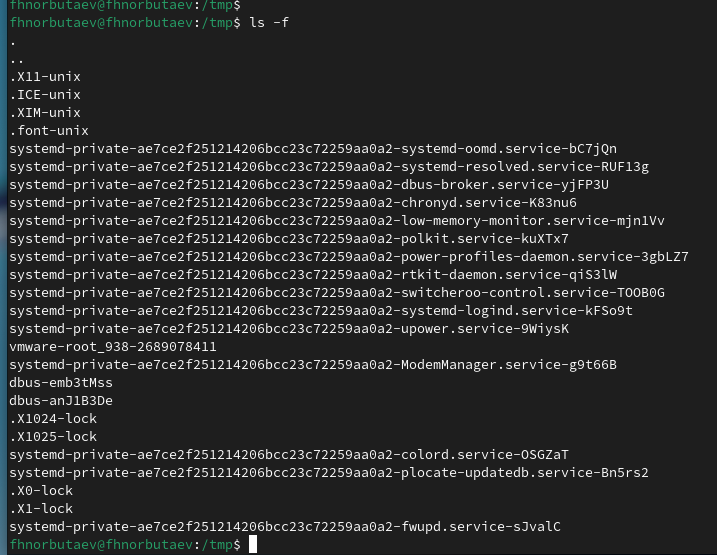 fhnorbutaev@fhnorbutaev:/tmp$
fhnorbutaev@fhnorbutaev:/tmp$ ls -f
.
..
.X11-unix
.ICE-unix
.XIM-unix
.font-unix
systemd-private-ae7ce2f251214206bcc23c72259aa0a2-systemd-oomd.service-bC7jQn
systemd-private-ae7ce2f251214206bcc23c72259aa0a2-systemd-resolved.service-RUF13g
systemd-private-ae7ce2f251214206bcc23c72259aa0a2-dbus-broker.service-yjFP3U
systemd-private-ae7ce2f251214206bcc23c72259aa0a2-chronyd.service-K83nu6
systemd-private-ae7ce2f251214206bcc23c72259aa0a2-low-memory-monitor.service-mjn1Vv
systemd-private-ae7ce2f251214206bcc23c72259aa0a2-polkit.service-kuXTx7
systemd-private-ae7ce2f251214206bcc23c72259aa0a2-power-profiles-daemon.service-3gbLZ7
systemd-private-ae7ce2f251214206bcc23c72259aa0a2-rtkit-daemon.service-qiS3lW
systemd-private-ae7ce2f251214206bcc23c72259aa0a2-switcheroo-control.service-TOOB0G
systemd-private-ae7ce2f251214206bcc23c72259aa0a2-systemd-logind.service-kFSo9t
systemd-private-ae7ce2f251214206bcc23c72259aa0a2-upower.service-9WiysK
vmware-root_938-2689078411
systemd-private-ae7ce2f251214206bcc23c72259aa0a2-ModemManager.service-g9t66B
dbus-emb3tMss
dbus-anJ1B3De
.X1024-lock
.X1025-lock
systemd-private-ae7ce2f251214206bcc23c72259aa0a2-colord.service-OSGZaT
systemd-private-ae7ce2f251214206bcc23c72259aa0a2-plocate-updatedb.service-Bn5rs2
.X0-lock
.X1-lock
systemd-private-ae7ce2f251214206bcc23c72259aa0a2-fwupd.service-sJvalC
fhnorbutaev@fhnorbutaev:/tmp$